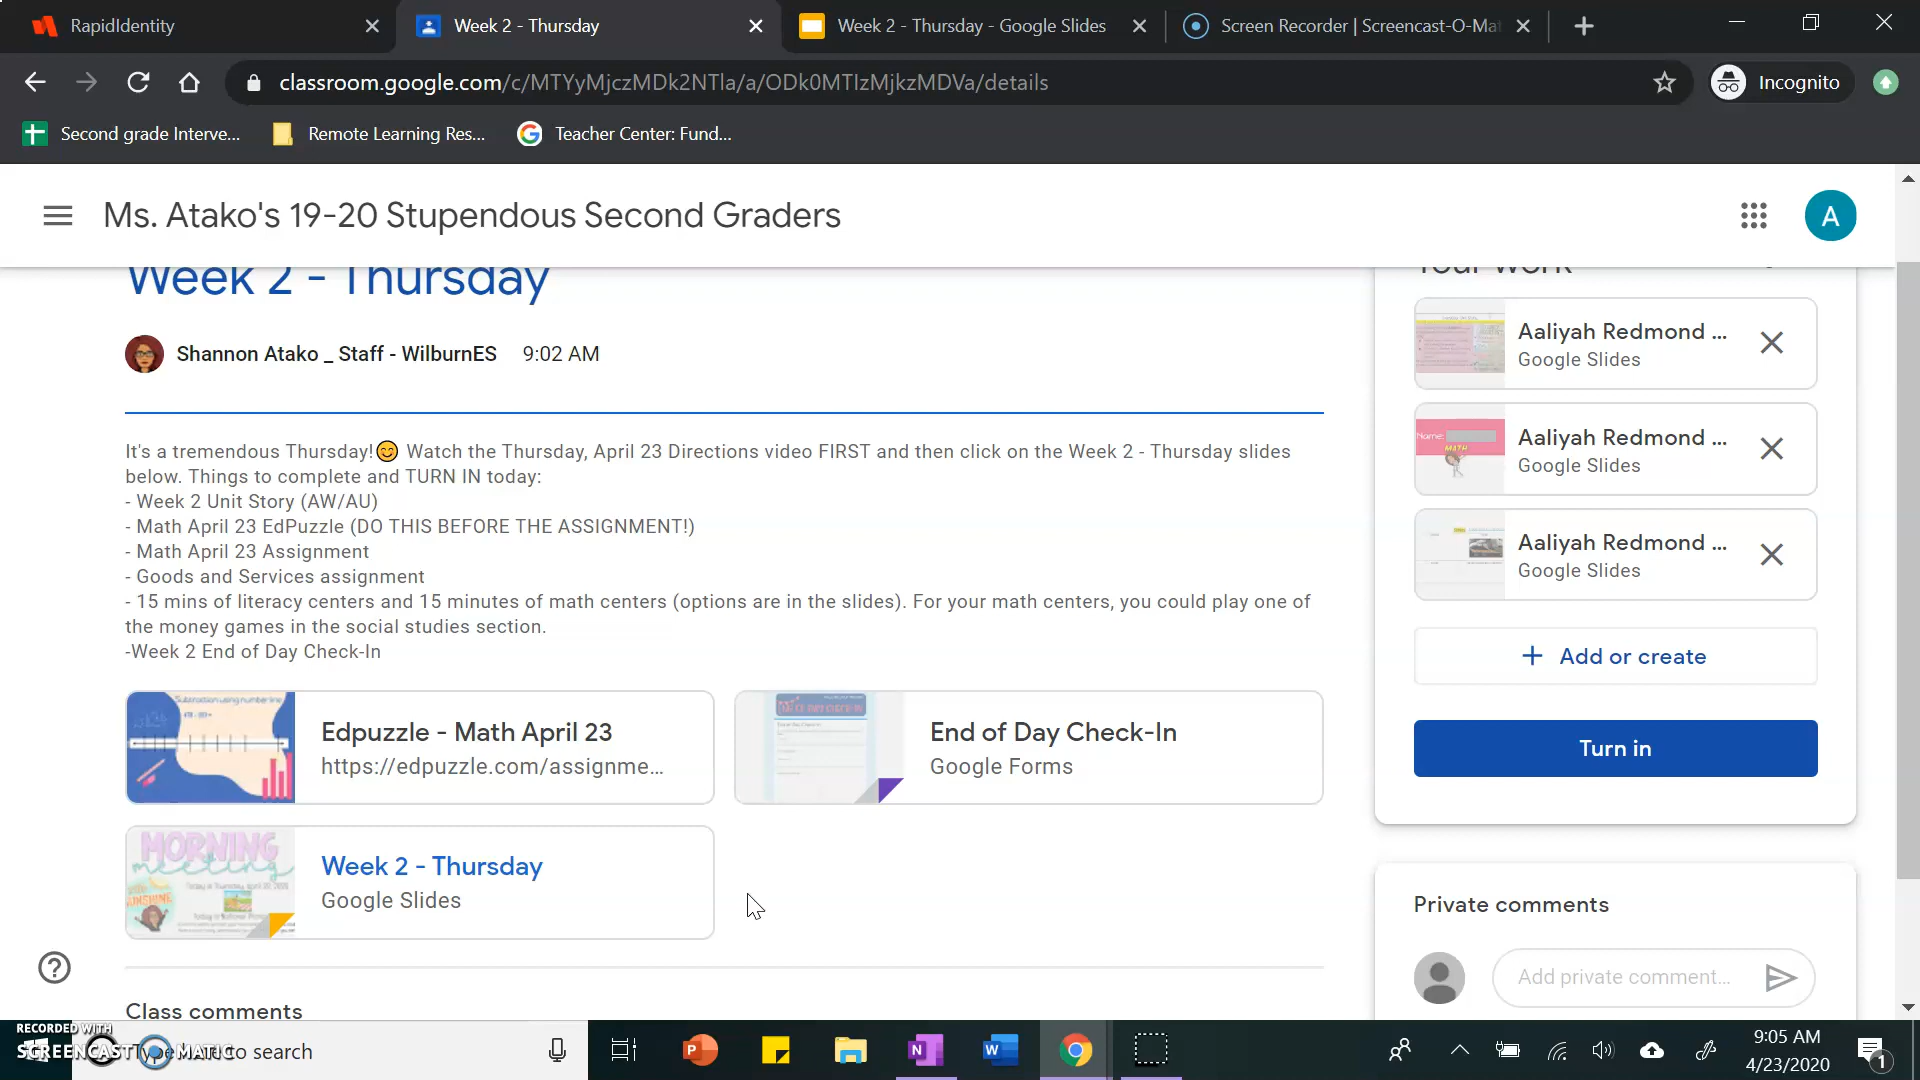 RapidIdentity
Week 2 - Thursday
Week 2 - Thursday - Google Slides
Screen Recorder | Screencast-O-Mat
classroom.google.com/c/MTYyMjczMDk2NTla/a/ODk0MTIzMjkzMDVa/details
Incognito
Second grade Interve...
Remote Learning Res...
Teacher Center: Fund...
Ms. Atako's 19-20 Stupendous Second Graders
A
Week 2 - Thursday
Your work
Shannon Atako _ Staff - WilburnES 9:02 AM
It's a tremendous Thursday!😊 Watch the Thursday, April 23 Directions video FIRST and then click on the Week 2 - Thursday slides
below. Things to complete and TURN IN today:
- Week 2 Unit Story (AW/AU)
- Math April 23 EdPuzzle (DO THIS BEFORE THE ASSIGNMENT!)
- Math April 23 Assignment
- Goods and Services assignment
- 15 mins of literacy centers and 15 minutes of math centers (options are in the slides). For your math centers, you could play one of
the money games in the social studies section.
-Week 2 End of Day Check-In
Edpuzzle - Math April 23
https://edpuzzle.com/assignme...
End of Day Check-In
Google Forms
MORNING
meeting
SUNSHINE
Week 2 - Thursday
Google Slides
Class comments
Aaliyah Redmond ...
Google Slides
Name:
MATH
Aaliyah Redmond ...
Google Slides
Aaliyah Redmond ...
Google Slides
+ Add or create
Turn in
Private comments
Add private comment...
RECORDED WITH
SCREENCAST MATIC
Type here to search
9:05 AM
4/23/2020
1